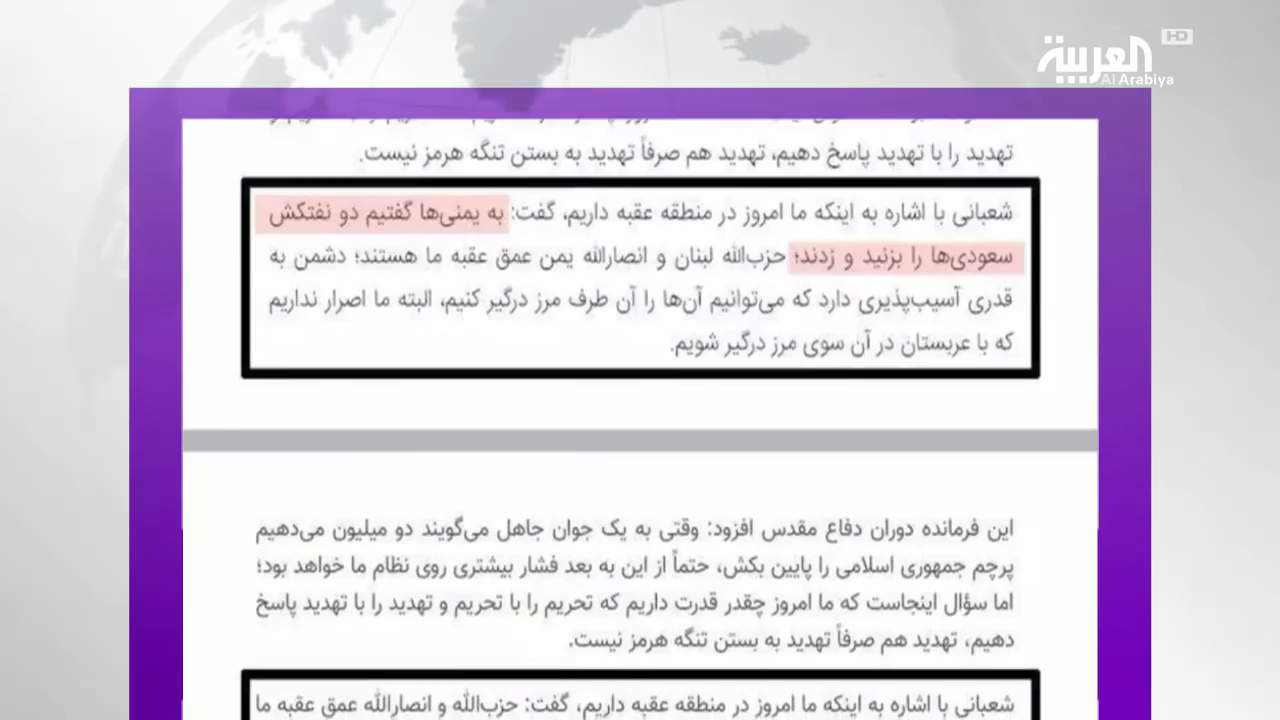 العربية HD
Al Arabiya
تهدید را با تهدید پاسخ دهیم، تهدید هم صرفاً تهدید به بستن تنگه هرمز نیست.
شعبانی با اشاره به اینکه ما امروز در منطقه عقبه داریم، گفت: به یمنی‌ها گفتیم دو نفتکش
سعودی‌ها را بزنید و زدند؛ حزب‌الله لبنان و انصارالله یمن عمق عقبه ما هستند؛ دشمن به
قدری آسیب‌پذیری دارد که می‌توانیم آن‌ها را آن طرف مرز درگیر کنیم، البته ما اصرار نداریم
که با عربستان در آن سوی مرز درگیر شویم.
این فرمانده دوران دفاع مقدس افزود: وقتی به یک جوان جاهل می‌گویند دو میلیون می‌دهیم
پرچم جمهوری اسلامی را پایین بکش، حتماً از این به بعد فشار بیشتری روی نظام ما خواهد بود؛
اما سؤال اینجاست که ما امروز چقدر قدرت داریم که تحریم را با تحریم و تهدید را با تهدید پاسخ
دهیم، تهدید هم صرفاً تهدید به بستن تنگه هرمز نیست.
شعبانی با اشاره به اینکه ما امروز در منطقه عقبه داریم، گفت: حزب‌الله و انصارالله عمق عقبه ما